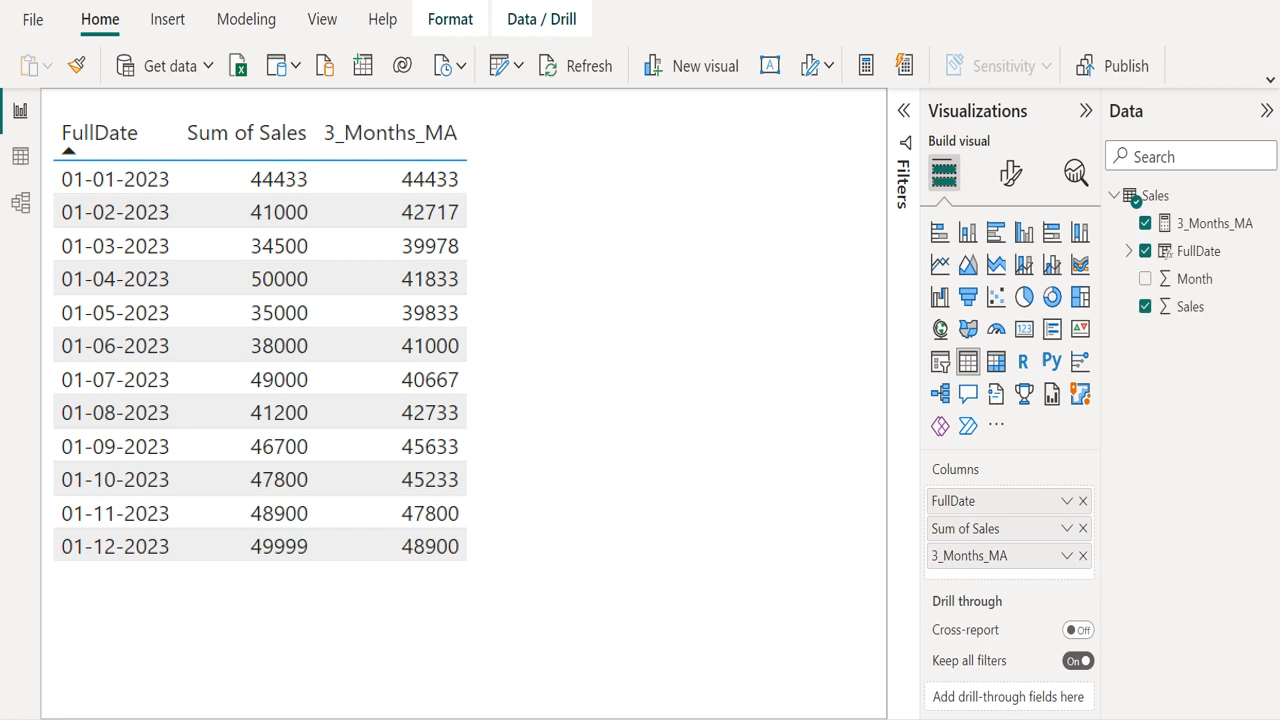 File Home Insert Modeling View Help Format Data / Drill
Get data Refresh New visual A Sensitivity Publish
FullDate Sum of Sales 3_Months_MA
01-01-2023 44433 44433
01-02-2023 41000 42717
01-03-2023 34500 39978
01-04-2023 50000 41833
01-05-2023 35000 39833
01-06-2023 38000 41000
01-07-2023 49000 40667
01-08-2023 41200 42733
01-09-2023 46700 45633
01-10-2023 47800 45233
01-11-2023 48900 47800
01-12-2023 49999 48900
Filters
Visualizations
Build visual
123
R Py
...
Columns
FullDate
Sum of Sales
3_Months_MA
Drill through
Cross-report Off
Keep all filters On
Add drill-through fields here
Data
Search
Sales
3_Months_MA
FullDate
Month
Sales